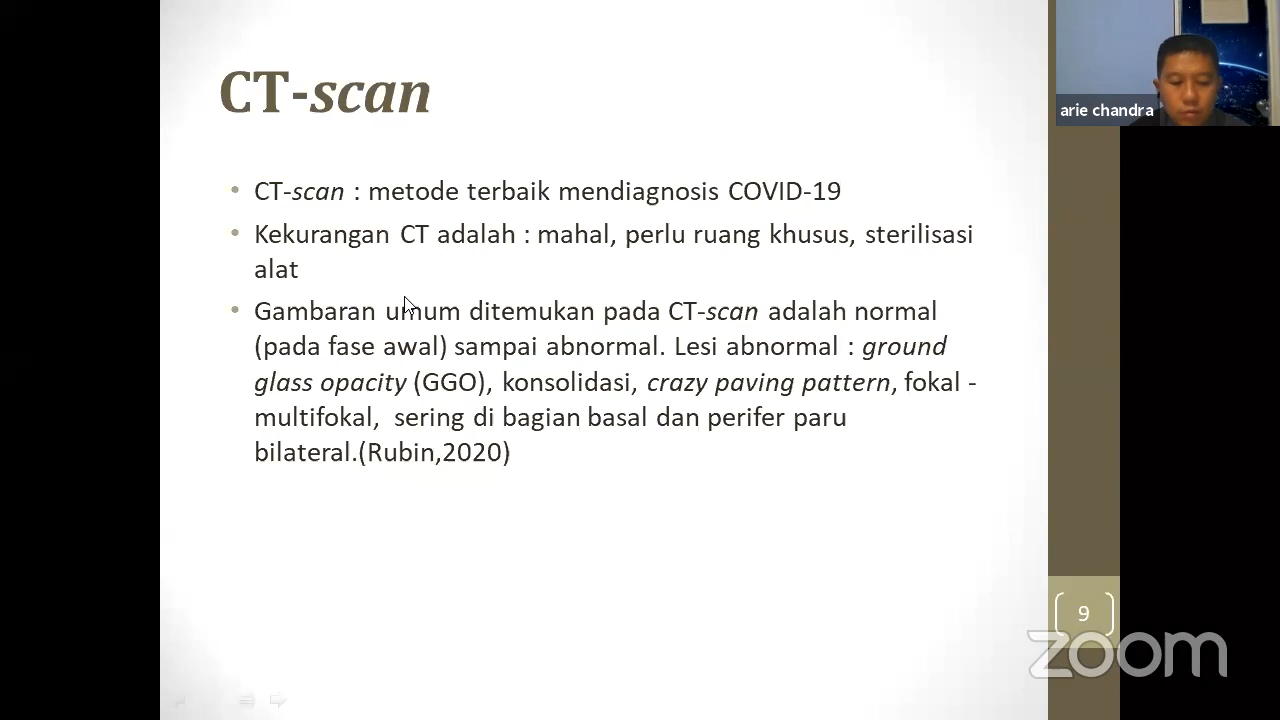 CT-scan
arie chandra
• CT-scan : metode terbaik mendiagnosis COVID-19
• Kekurangan CT adalah : mahal, perlu ruang khusus, sterilisasi
alat
• Gambaran umum ditemukan pada CT-scan adalah normal
(pada fase awal) sampai abnormal. Lesi abnormal : ground
glass opacity (GGO), konsolidasi, crazy paving pattern, fokal -
multifokal, sering di bagian basal dan perifer paru
bilateral.(Rubin,2020)
9
zoom